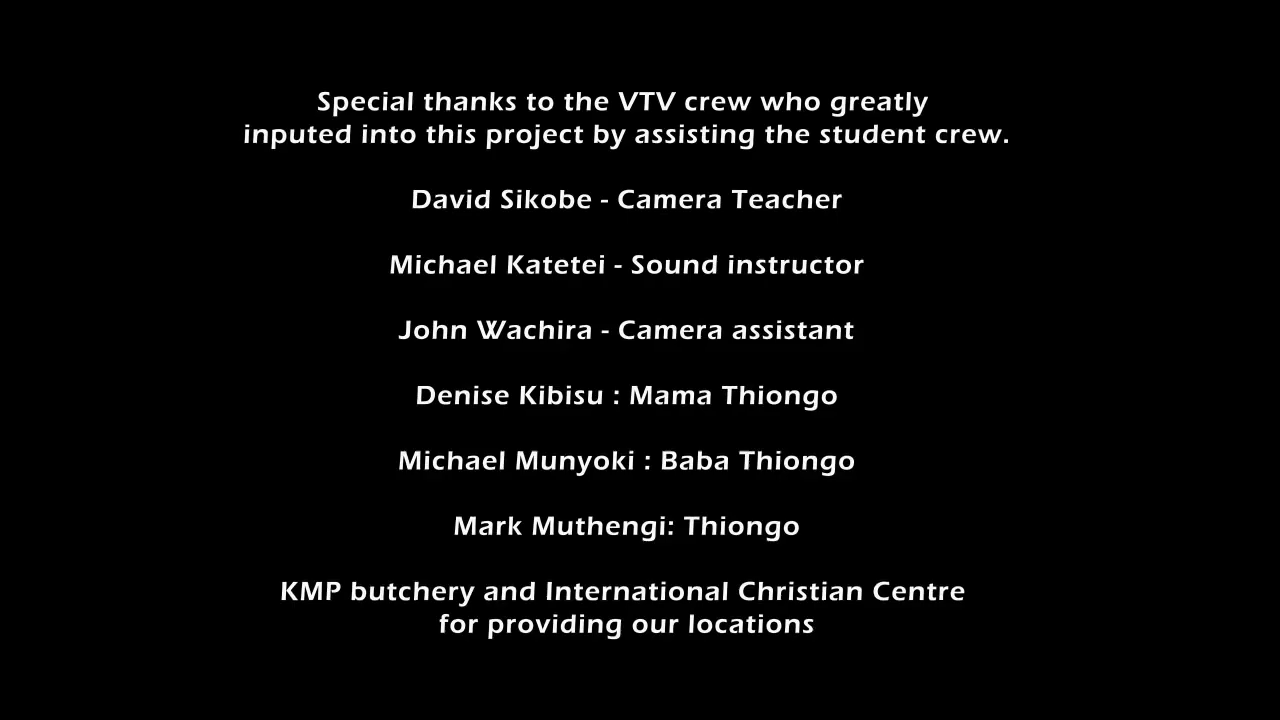 Special thanks to the VTV crew who greatly
inputed into this project by assisting the student crew.
David Sikobe - Camera Teacher
Michael Katetei - Sound instructor
John Wachira - Camera assistant
Denise Kibisu : Mama Thiongo
Michael Munyoki : Baba Thiongo
Mark Muthengi: Thiongo
KMP butchery and International Christian Centre
for providing our locations